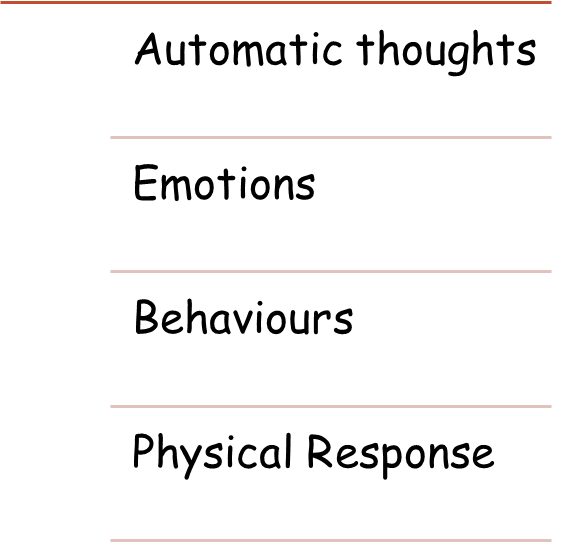 Automatic thoughts
Emotions
Behaviours
Physical Response